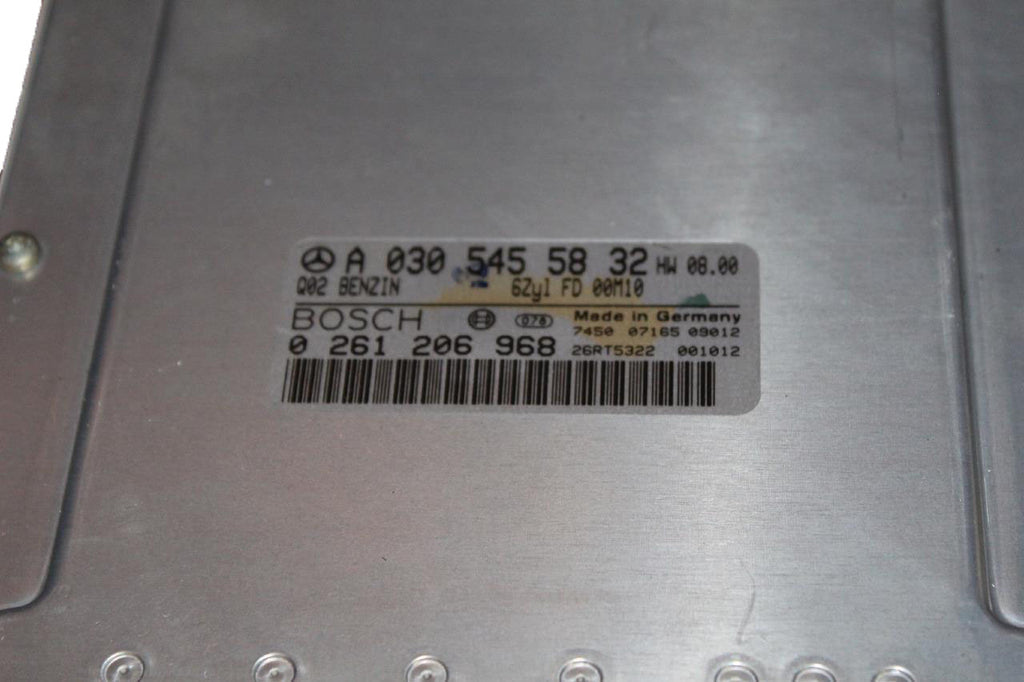 A 030 545 58 32 HW 08.00
Q02 BENZIN 6Zyl FD 00M10
BOSCH 078 Made in Germany
7450 07165 09012
0 261 206 968 26RT5322 001012